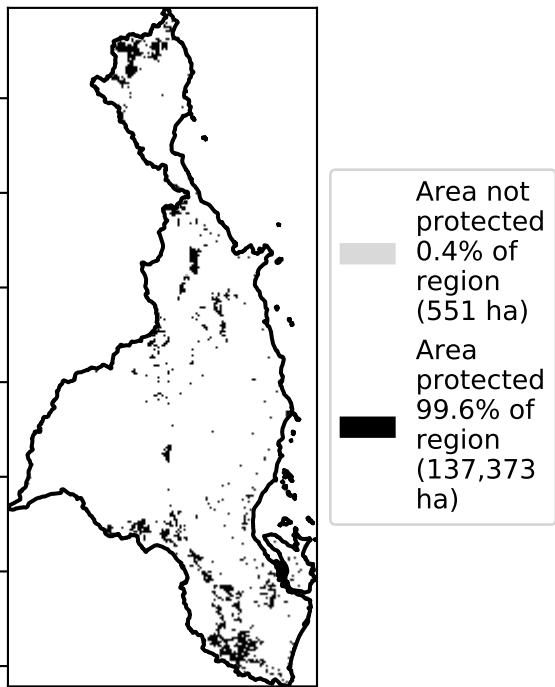 Area not
protected
0.4% of
region
(551 ha)
Area
protected
99.6% of
region
(137,373
ha)